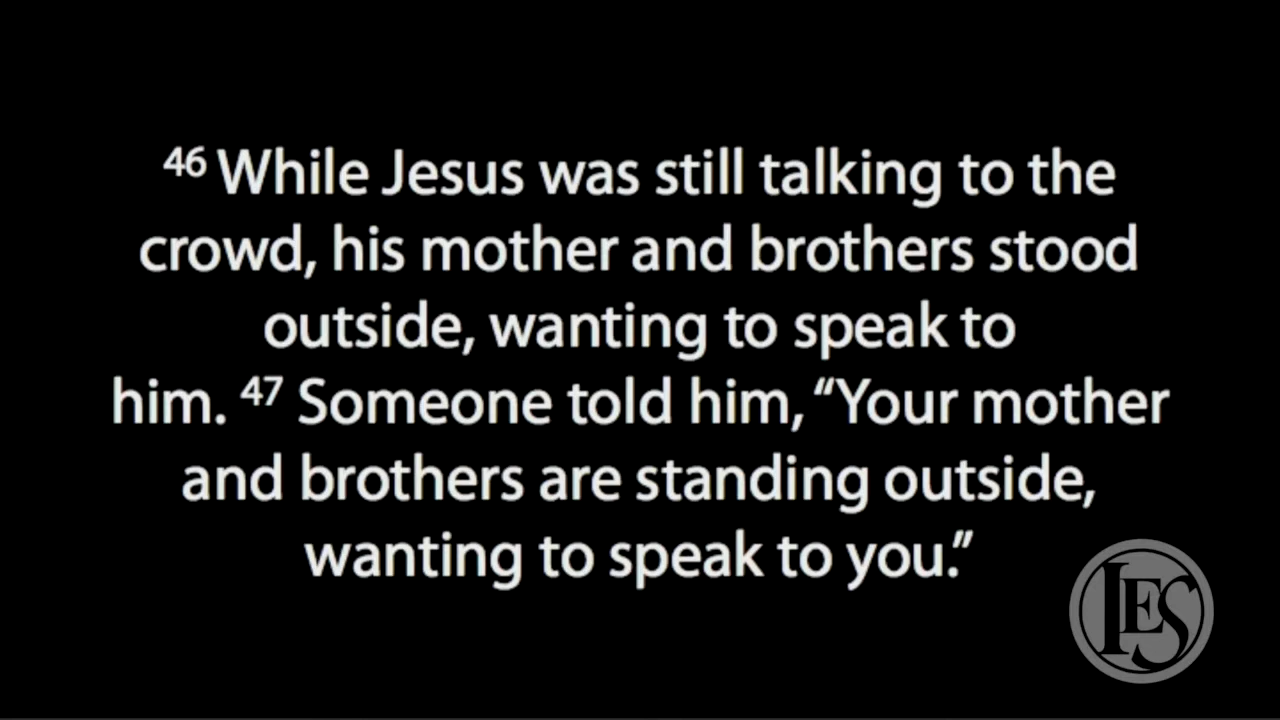 46 While Jesus was still talking to the
crowd, his mother and brothers stood
outside, wanting to speak to
him. 47 Someone told him, “Your mother
and brothers are standing outside,
wanting to speak to you.”
IES